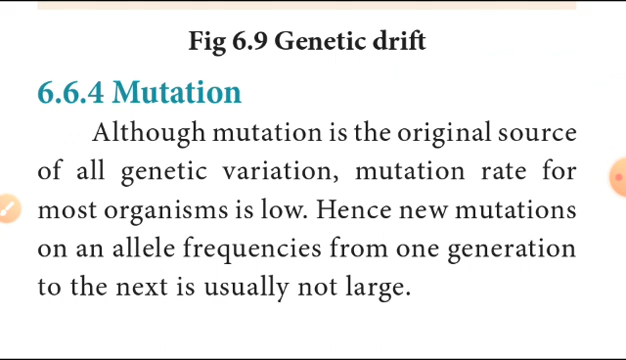 Fig 6.9 Genetic drift
6.6.4 Mutation
Although mutation is the original source
of all genetic variation, mutation rate for
most organisms is low. Hence new mutations
on an allele frequencies from one generation
to the next is usually not large.